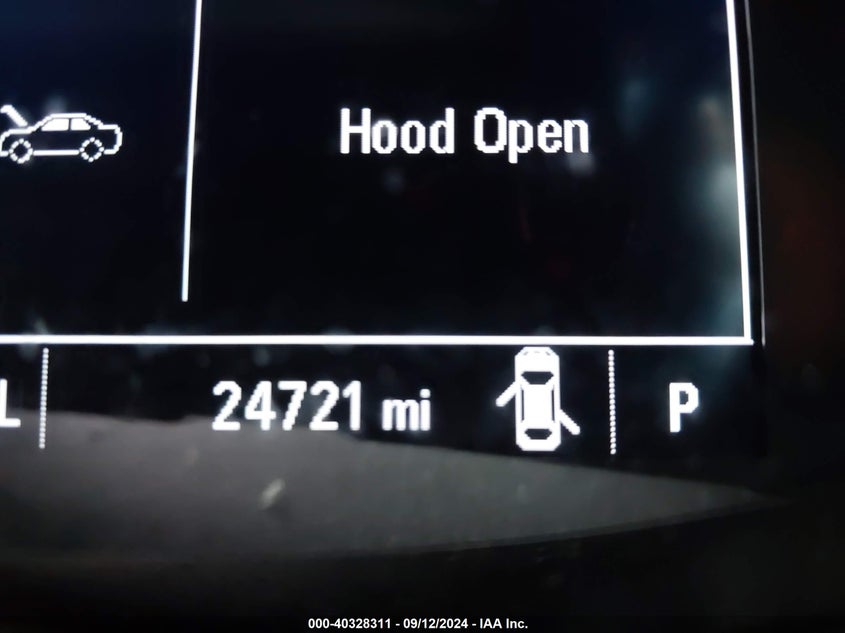 Hood Open
L
24721 mi
P
000-40328311 - 09/12/2024 - IAA Inc.